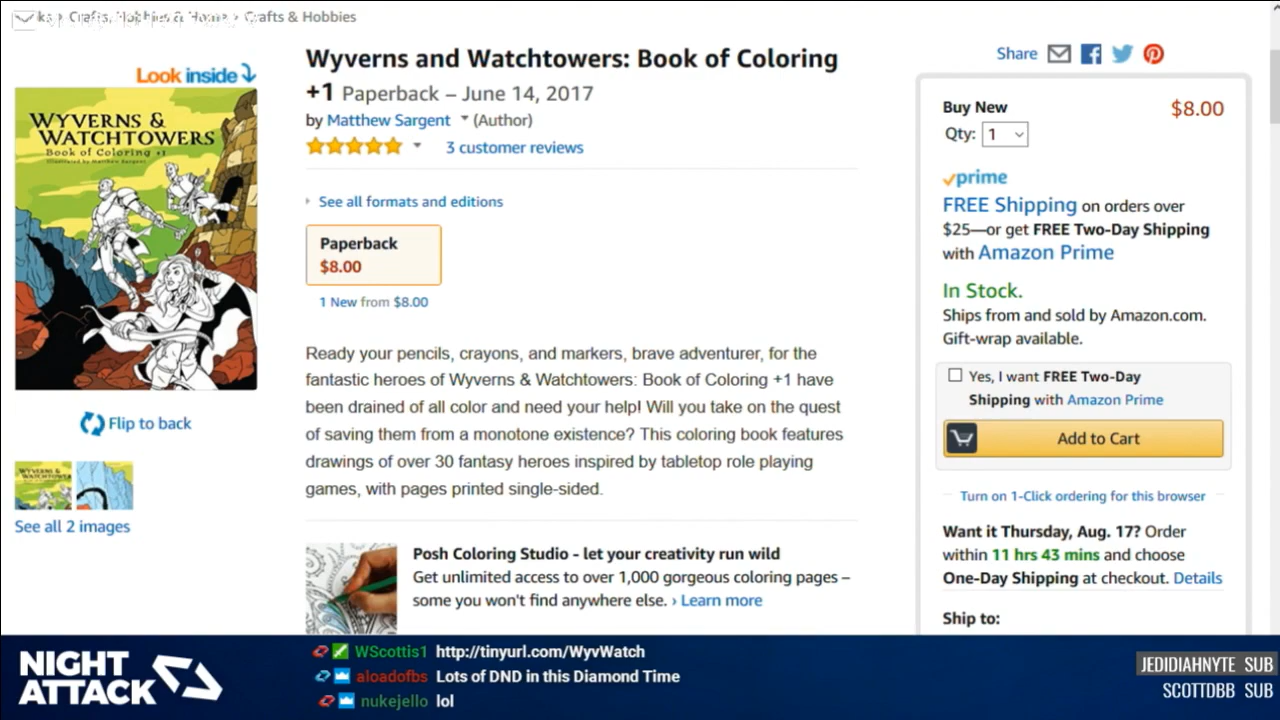 Crafts, Hobbies & Home › Crafts & Hobbies
Look inside
WYVERNS &
WATCHTOWERS
Book of Coloring +1
Illustrated by Matthew Sargent
Flip to back
See all 2 images
Wyverns and Watchtowers: Book of Coloring
+1 Paperback – June 14, 2017
by Matthew Sargent (Author)
3 customer reviews
See all formats and editions
Paperback
$8.00
1 New from $8.00
Ready your pencils, crayons, and markers, brave adventurer, for the
fantastic heroes of Wyverns & Watchtowers: Book of Coloring +1 have
been drained of all color and need your help! Will you take on the quest
of saving them from a monotone existence? This coloring book features
drawings of over 30 fantasy heroes inspired by tabletop role playing
games, with pages printed single-sided.
Posh Coloring Studio - let your creativity run wild
Get unlimited access to over 1,000 gorgeous coloring pages –
some you won't find anywhere else. › Learn more
Share
Buy New $8.00
Qty: 1
prime
FREE Shipping on orders over
$25—or get FREE Two-Day Shipping
with Amazon Prime
In Stock.
Ships from and sold by Amazon.com.
Gift-wrap available.
Yes, I want FREE Two-Day
Shipping with Amazon Prime
Add to Cart
Turn on 1-Click ordering for this browser
Want it Thursday, Aug. 17? Order
within 11 hrs 43 mins and choose
One-Day Shipping at checkout. Details
Ship to:
NIGHT
ATTACK
WScottis1 http://tinyurl.com/WyvWatch
aloadofbs Lots of DND in this Diamond Time
nukejello lol
JEDIDIAHNYTE SUB
SCOTTDBB SUB